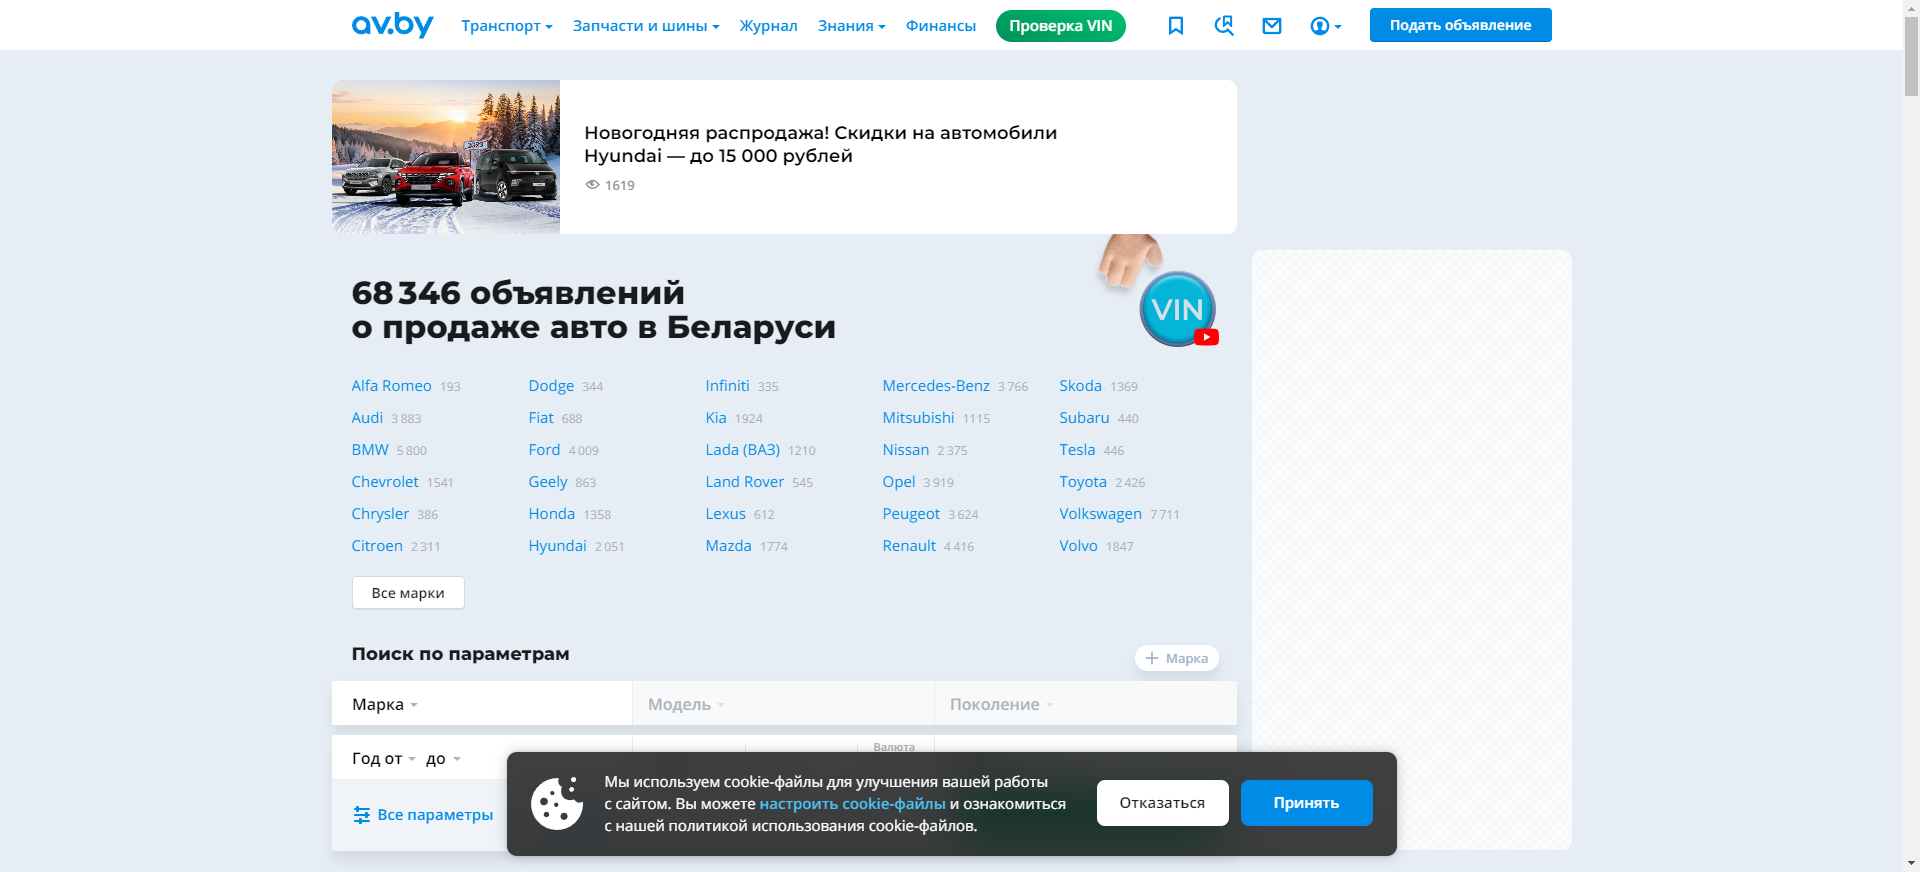 av.by
Транспорт
Запчасти и шины
Журнал
Знания
Финансы
Проверка VIN
Подать объявление
Новогодняя распродажа! Скидки на автомобили
Hyundai — до 15 000 рублей
1619
68 346 объявлений
о продаже авто в Беларуси
VIN
Alfa Romeo 193
Dodge 344
Infiniti 335
Mercedes-Benz 3 766
Skoda 1369
Audi 3 883
Fiat 688
Kia 1924
Mitsubishi 1115
Subaru 440
BMW 5 800
Ford 4 009
Lada (ВАЗ) 1210
Nissan 2 375
Tesla 446
Chevrolet 1541
Geely 863
Land Rover 545
Opel 3 919
Toyota 2 426
Chrysler 386
Honda 1358
Lexus 612
Peugeot 3 624
Volkswagen 7 711
Citroen 2 311
Hyundai 2 051
Mazda 1774
Renault 4 416
Volvo 1847
Все марки
Поиск по параметрам
Марка
Марка
Модель
Поколение
Год от
до
Валюта
Все параметры
Мы используем cookie-файлы для улучшения вашей работы
с сайтом. Вы можете настроить cookie-файлы и ознакомиться
с нашей политикой использования cookie-файлов.
Отказаться
Принять